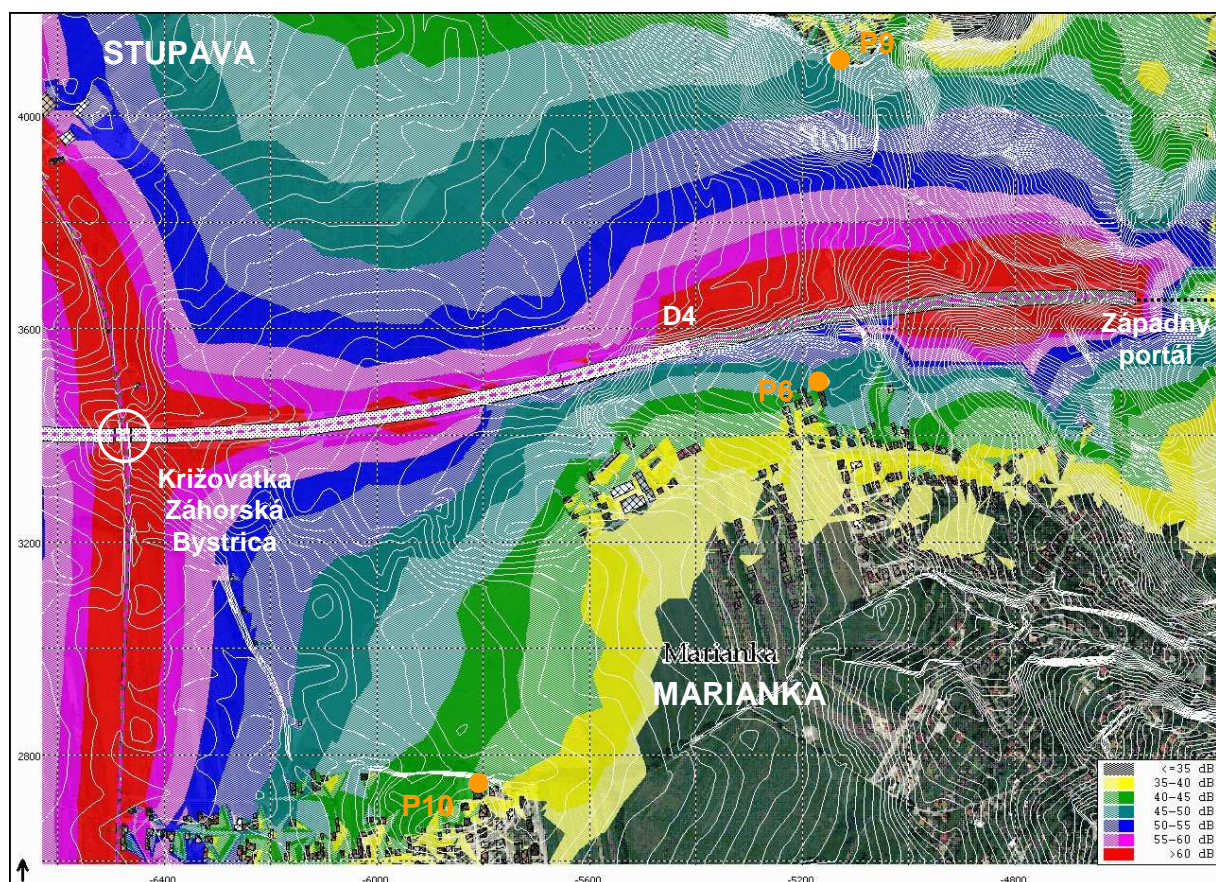 STUPAVA
P9
4000
D4
3600
Západny
portál
P6
Križovatka
Záhorská
Bystrica
3200
Marianka
MARIANKA
2800
P10
<=35 dB
35-40 dB
40-45 dB
45-50 dB
50-55 dB
55-60 dB
>60 dB
-6400
-6000
-5600
-5200
-4800